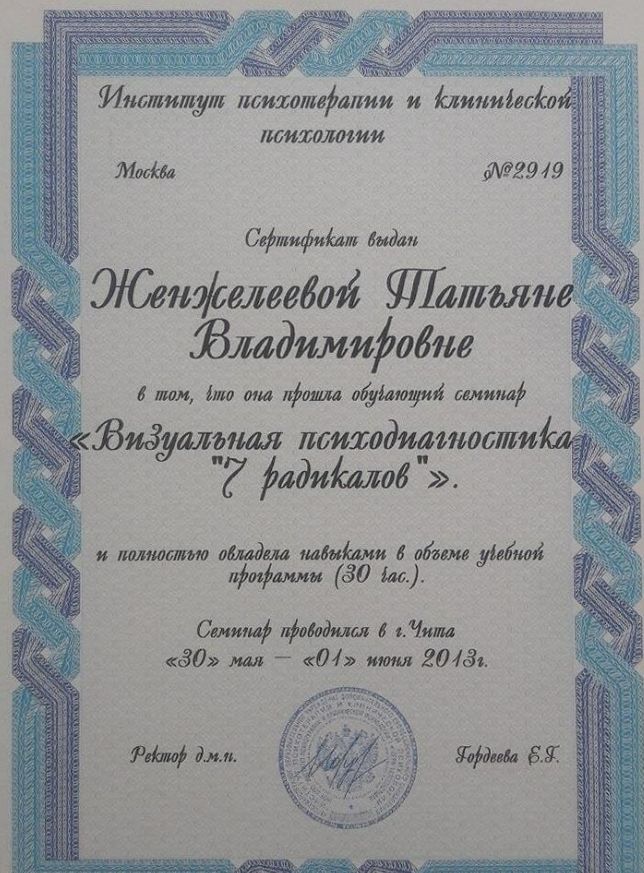 Институт психотерапии и клинической
психологии
Москва №2919
Сертификат выдан
Женжелеевой Татьяне
Владимировне
в том, что она прошла обучающий семинар
«Визуальная психодиагностика
"7 радикалов"».
и полностью овладела навыками в объеме учебной
программы (30 час.).
Семинар проводился в г.Чита
«30» мая — «01» июня 2013г.
Ректор д.м.н. Гордеева Е.Г.